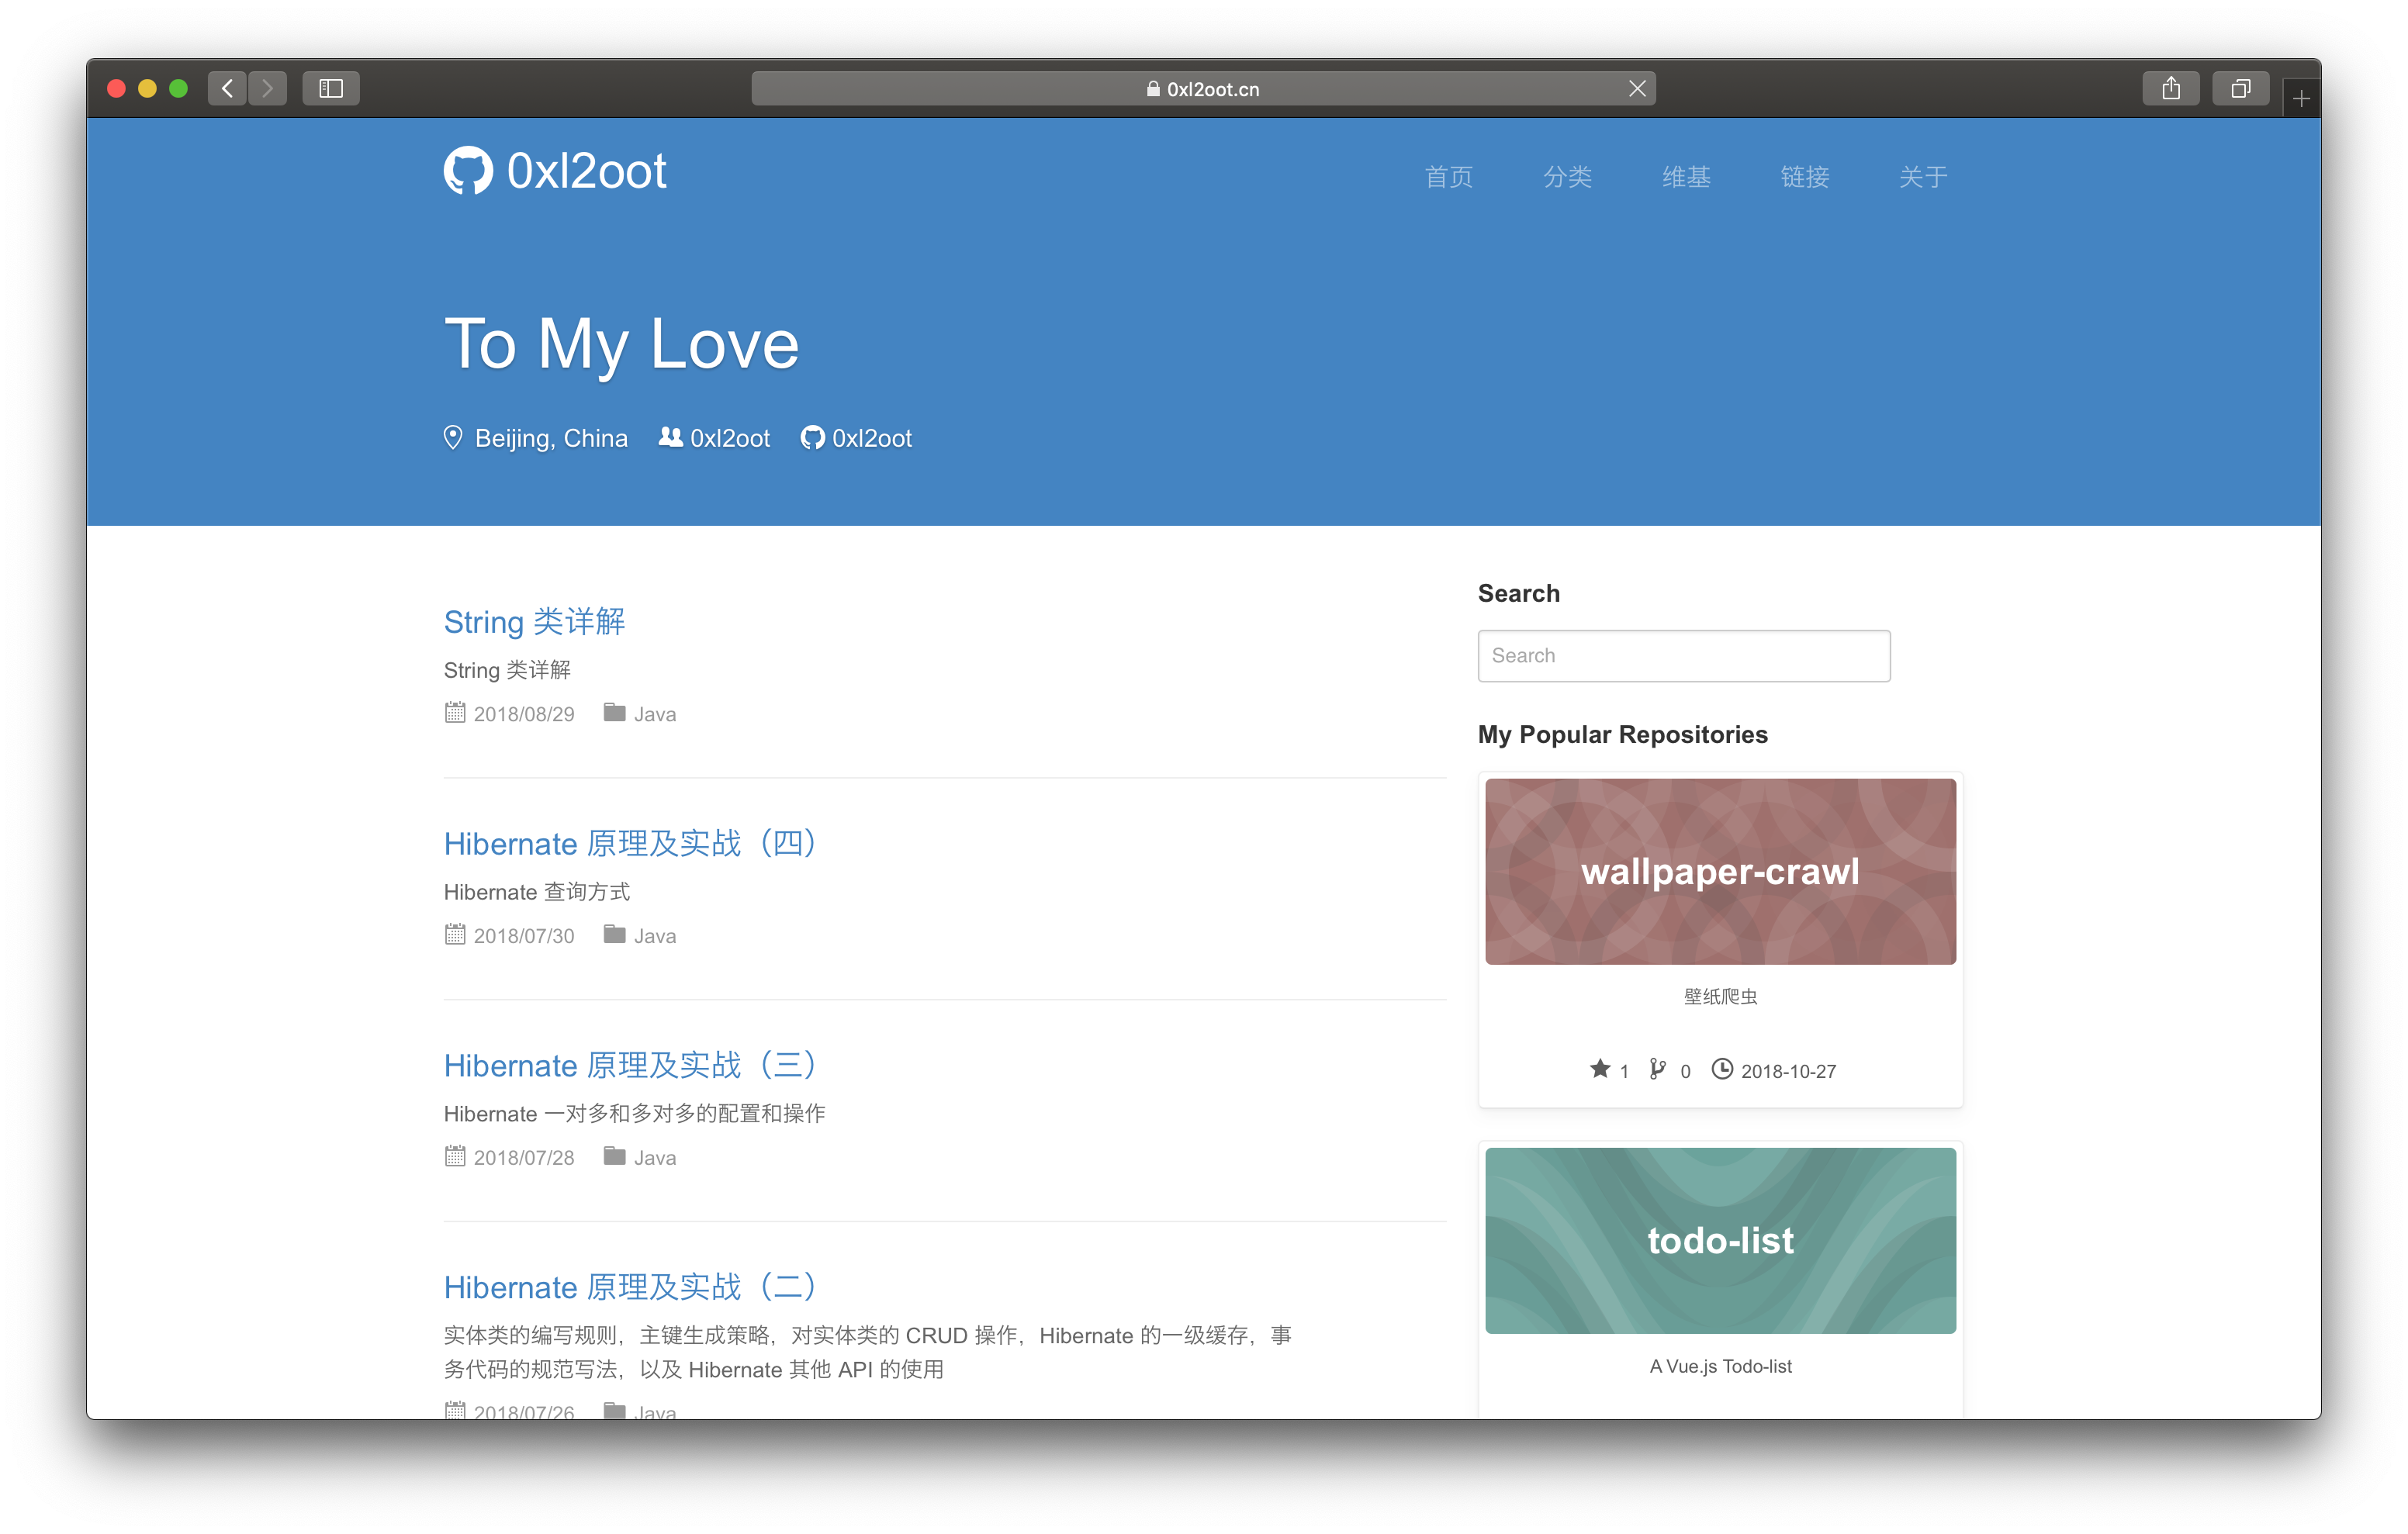 0xl2oot.cn
0xl2oot
首页 分类 维基 链接 关于
To My Love
Beijing, China 0xl2oot 0xl2oot
String 类详解
String 类详解
2018/08/29 Java
Hibernate 原理及实战（四）
Hibernate 查询方式
2018/07/30 Java
Hibernate 原理及实战（三）
Hibernate 一对多和多对多的配置和操作
2018/07/28 Java
Hibernate 原理及实战（二）
实体类的编写规则，主键生成策略，对实体类的 CRUD 操作，Hibernate 的一级缓存，事
务代码的规范写法，以及 Hibernate 其他 API 的使用
2018/07/26 Java
Search
Search
My Popular Repositories
wallpaper-crawl
壁纸爬虫
1 0 2018-10-27
todo-list
A Vue.js Todo-list